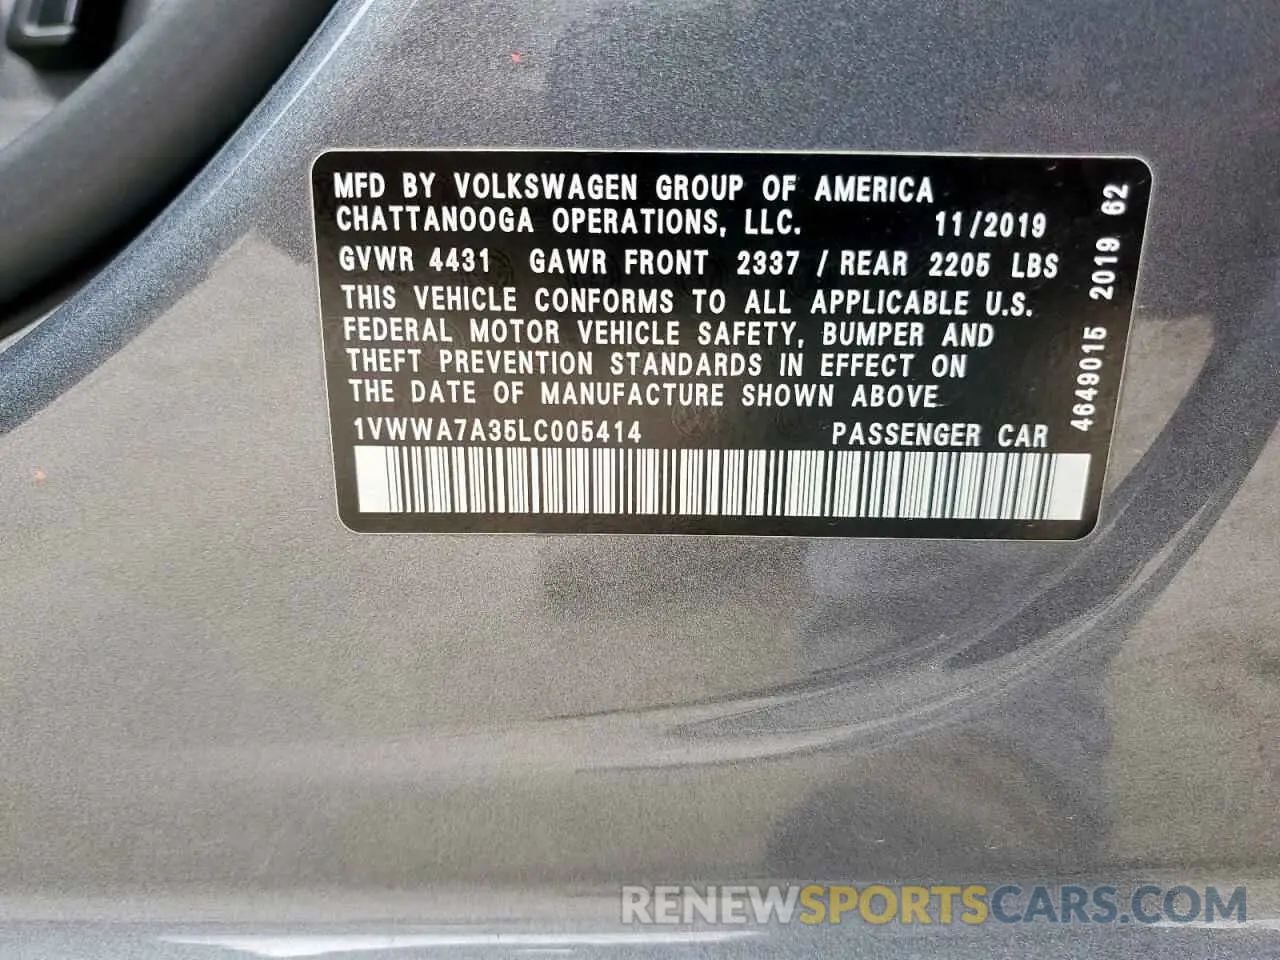 MFD BY VOLKSWAGEN GROUP OF AMERICA
CHATTANOOGA OPERATIONS, LLC. 11/2019
GVWR 4431 GAWR FRONT 2337 / REAR 2205 LBS
THIS VEHICLE CONFORMS TO ALL APPLICABLE U.S.
FEDERAL MOTOR VEHICLE SAFETY, BUMPER AND
THEFT PREVENTION STANDARDS IN EFFECT ON
THE DATE OF MANUFACTURE SHOWN ABOVE
1VWWA7A35LC005414 PASSENGER CAR
4649015 2019 62
RENEWSPORTSCARS.COM